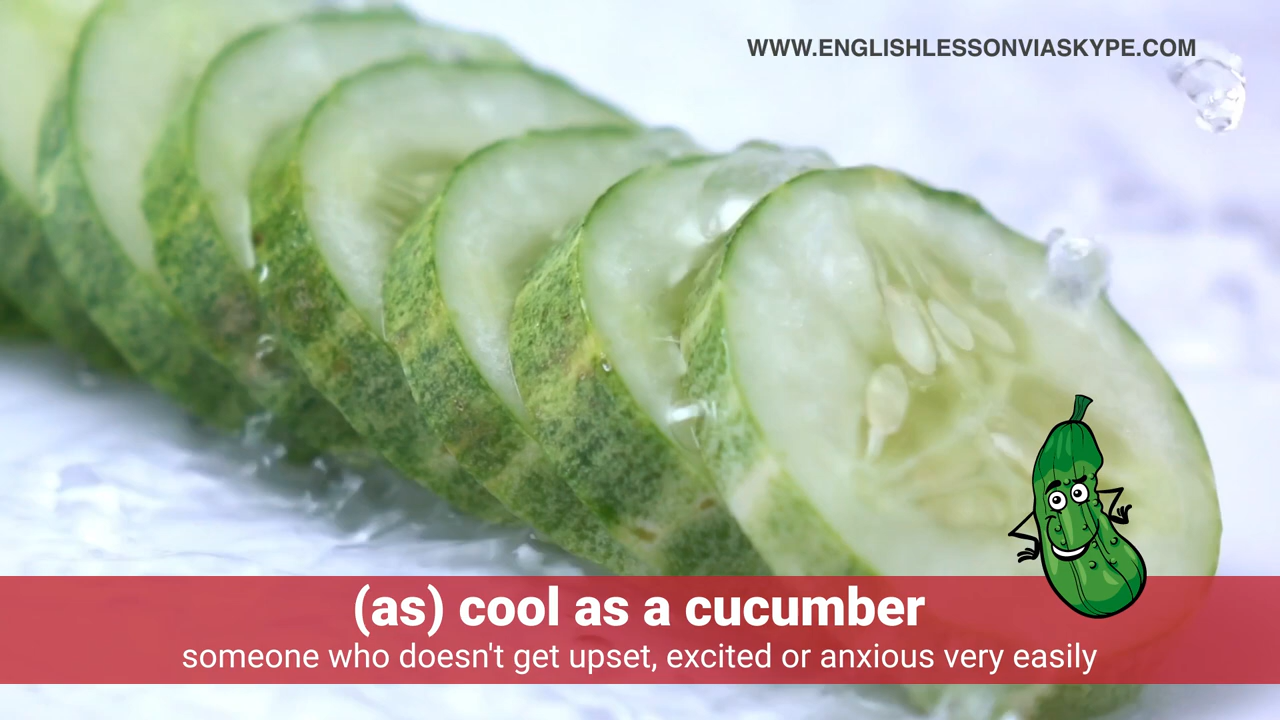 WWW.ENGLISHLESSONVIASKYPE.COM
(as) cool as a cucumber
someone who doesn't get upset, excited or anxious very easily